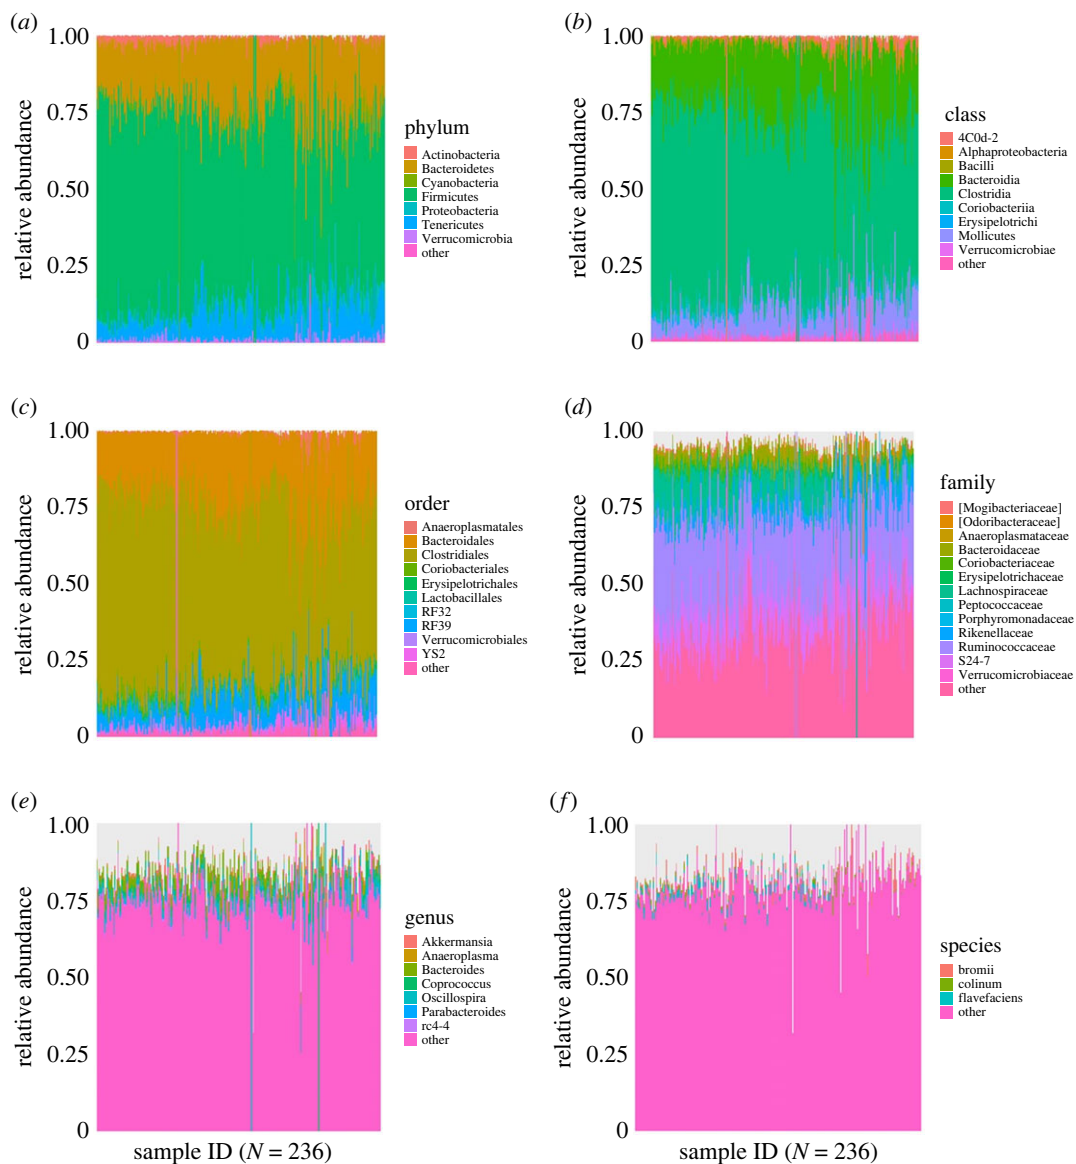 (a)
1.00
0.75
0.50
0.25
0
relative abundance
phylum
Actinobacteria
Bacteroidetes
Cyanobacteria
Firmicutes
Proteobacteria
Tenericutes
Verrucomicrobia
other
(b)
1.00
0.75
0.50
0.25
0
relative abundance
class
4C0d-2
Alphaproteobacteria
Bacilli
Bacteroidia
Clostridia
Coriobacteriia
Erysipelotrichi
Mollicutes
Verrucomicrobiae
other
(c)
1.00
0.75
0.50
0.25
0
relative abundance
order
Anaeroplasmatales
Bacteroidales
Clostridiales
Coriobacteriales
Erysipelotrichales
Lactobacillales
RF32
RF39
Verrucomicrobiales
YS2
other
(d)
1.00
0.75
0.50
0.25
0
relative abundance
family
[Mogibacteriaceae]
[Odoribacteraceae]
Anaeroplasmataceae
Bacteroidaceae
Coriobacteriaceae
Erysipelotrichaceae
Lachnospiraceae
Peptococcaceae
Porphyromonadaceae
Rikenellaceae
Ruminococcaceae
S24-7
Verrucomicrobiaceae
other
(e)
1.00
0.75
0.50
0.25
0
relative abundance
sample ID (N = 236)
genus
Akkermansia
Anaeroplasma
Bacteroides
Coprococcus
Oscillospira
Parabacteroides
rc4-4
other
(f)
1.00
0.75
0.50
0.25
0
relative abundance
sample ID (N = 236)
species
bromii
colinum
flavefaciens
other